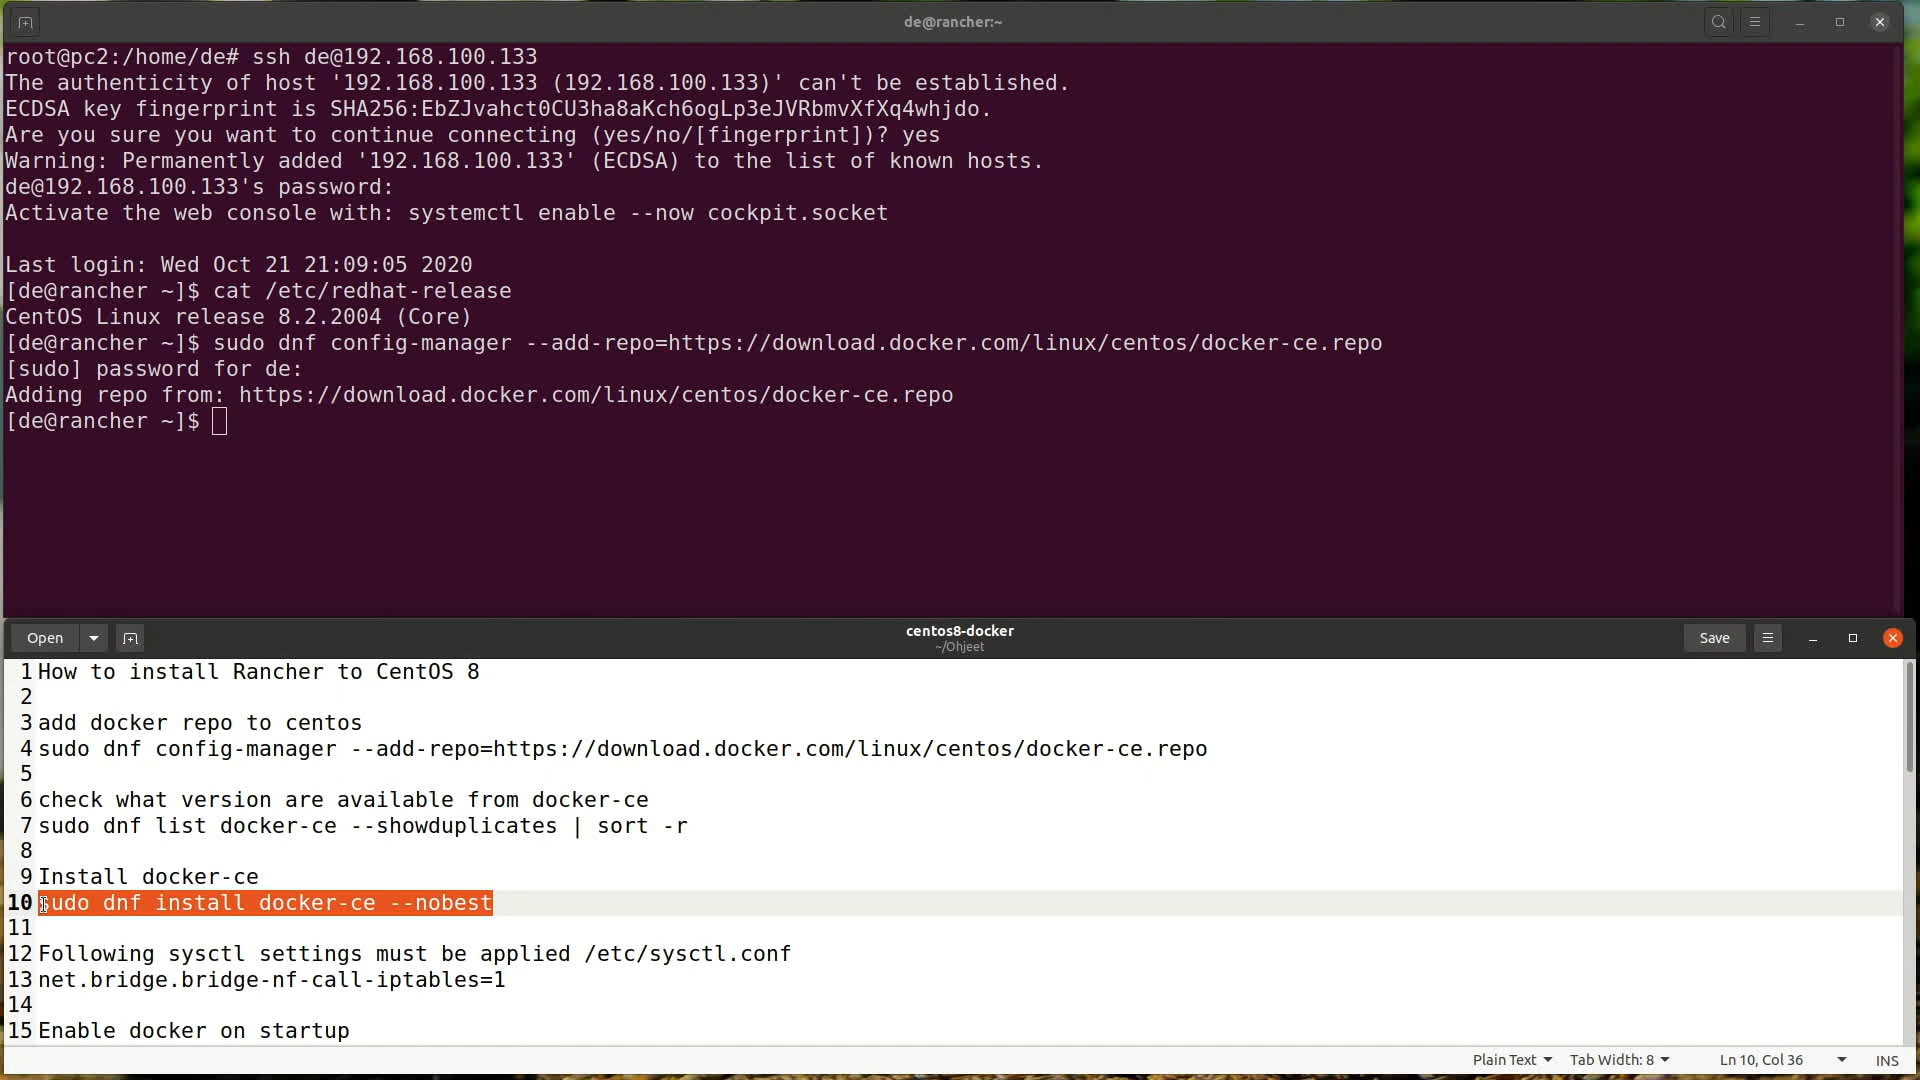 de@rancher:~
root@pc2:/home/de# ssh de@192.168.100.133
The authenticity of host '192.168.100.133 (192.168.100.133)' can't be established.
ECDSA key fingerprint is SHA256:EbZJvahct0CU3ha8aKch6ogLp3eJVRbmvXfXq4whjdo.
Are you sure you want to continue connecting (yes/no/[fingerprint])? yes
Warning: Permanently added '192.168.100.133' (ECDSA) to the list of known hosts.
de@192.168.100.133's password:
Activate the web console with: systemctl enable --now cockpit.socket
Last login: Wed Oct 21 21:09:05 2020
[de@rancher ~]$ cat /etc/redhat-release
CentOS Linux release 8.2.2004 (Core)
[de@rancher ~]$ sudo dnf config-manager --add-repo=https://download.docker.com/linux/centos/docker-ce.repo
[sudo] password for de:
Adding repo from: https://download.docker.com/linux/centos/docker-ce.repo
[de@rancher ~]$
Open centos8-docker Save
~/Ohjeet
1 How to install Rancher to CentOS 8
2
3 add docker repo to centos
4 sudo dnf config-manager --add-repo=https://download.docker.com/linux/centos/docker-ce.repo
5
6 check what version are available from docker-ce
7 sudo dnf list docker-ce --showduplicates | sort -r
8
9 Install docker-ce
10 sudo dnf install docker-ce --nobest
11
12 Following sysctl settings must be applied /etc/sysctl.conf
13 net.bridge.bridge-nf-call-iptables=1
14
15 Enable docker on startup
Plain Text Tab Width: 8 Ln 10, Col 36 INS